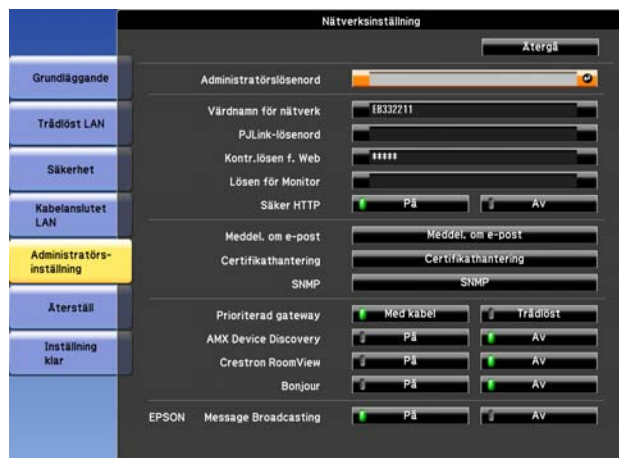 Nätverksinställning
Återgå
Grundläggande
Trådlöst LAN
Säkerhet
Kabelanslutet
LAN
Administratörs-
inställning
Återställ
Inställning
klar
Administratörslösenord
Värdnamn för nätverk EB332211
PJLink-lösenord
Kontr.lösen f. Web *****
Lösen för Monitor
Säker HTTP På Av
Meddel. om e-post Meddel. om e-post
Certifikathantering Certifikathantering
SNMP SNMP
Prioriterad gateway Med kabel Trådlöst
AMX Device Discovery På Av
Crestron RoomView På Av
Bonjour På Av
EPSON Message Broadcasting På Av